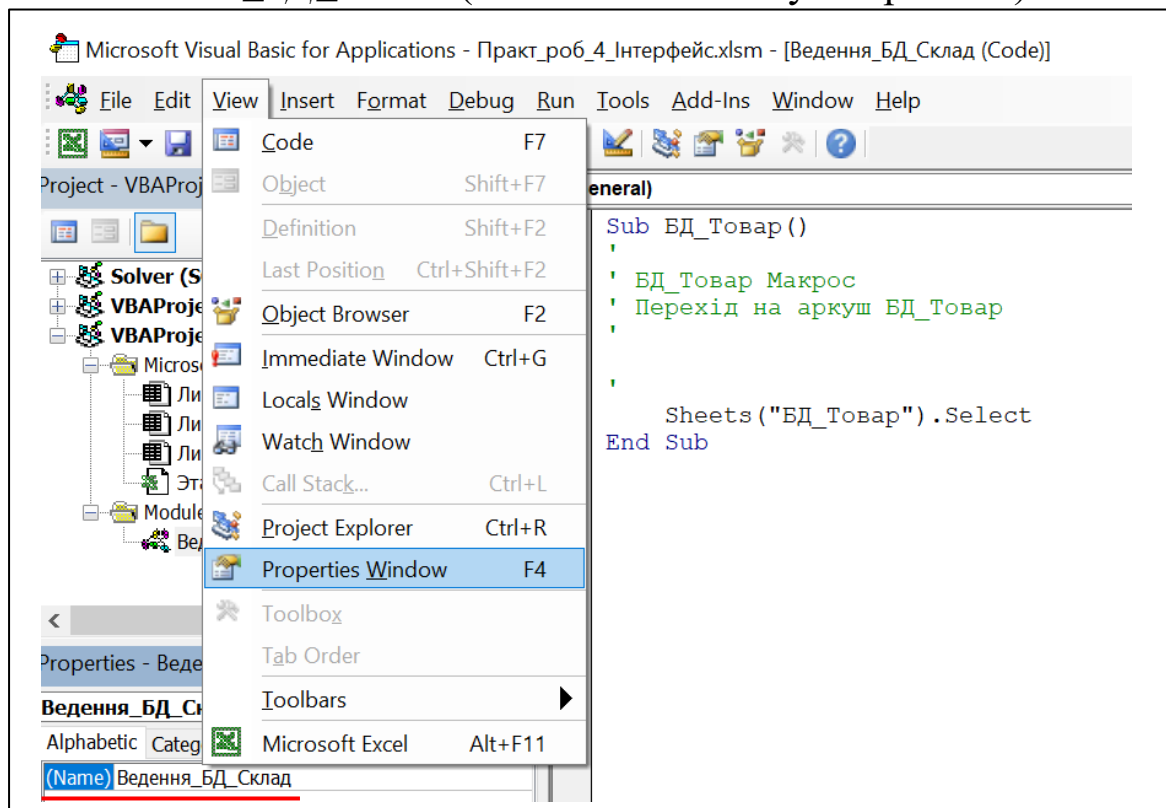 Microsoft Visual Basic for Applications - Практ_роб_4_Інтерфейс.xlsm - [Ведення_БД_Склад (Code)]
File Edit View Insert Format Debug Run Tools Add-Ins Window Help
Project - VBAProj
Solver (S
VBAProje
VBAProje
Micros
Ли
Ли
Ли
Эта
Module
Вед
Code F7
Object Shift+F7
Definition Shift+F2
Last Position Ctrl+Shift+F2
Object Browser F2
Immediate Window Ctrl+G
Locals Window
Watch Window
Call Stack... Ctrl+L
Project Explorer Ctrl+R
Properties Window F4
Toolbox
Tab Order
Toolbars
Microsoft Excel Alt+F11
eneral)
Sub БД_Товар()
'
' БД_Товар Макрос
' Перехід на аркуш БД_Товар
'
'
Sheets("БД_Товар").Select
End Sub
Properties - Веде
Ведення_БД_Ск
Alphabetic Categ
(Name) Ведення_БД_Склад